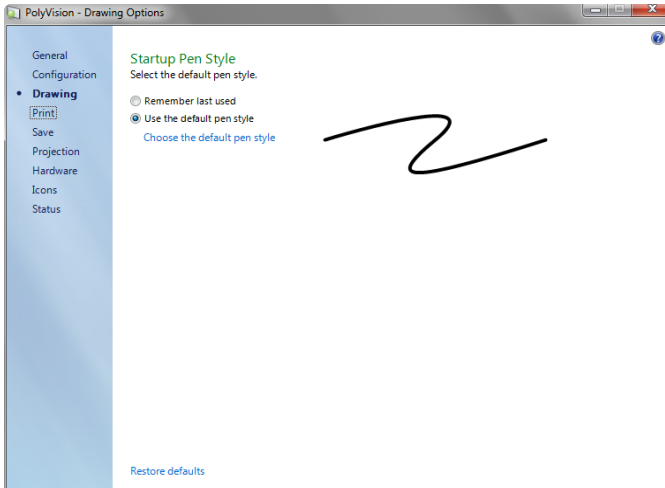 PolyVision - Drawing Options
General
Configuration
Drawing
Print
Save
Projection
Hardware
Icons
Status
Startup Pen Style
Select the default pen style.
Remember last used
Use the default pen style
Choose the default pen style
Restore defaults